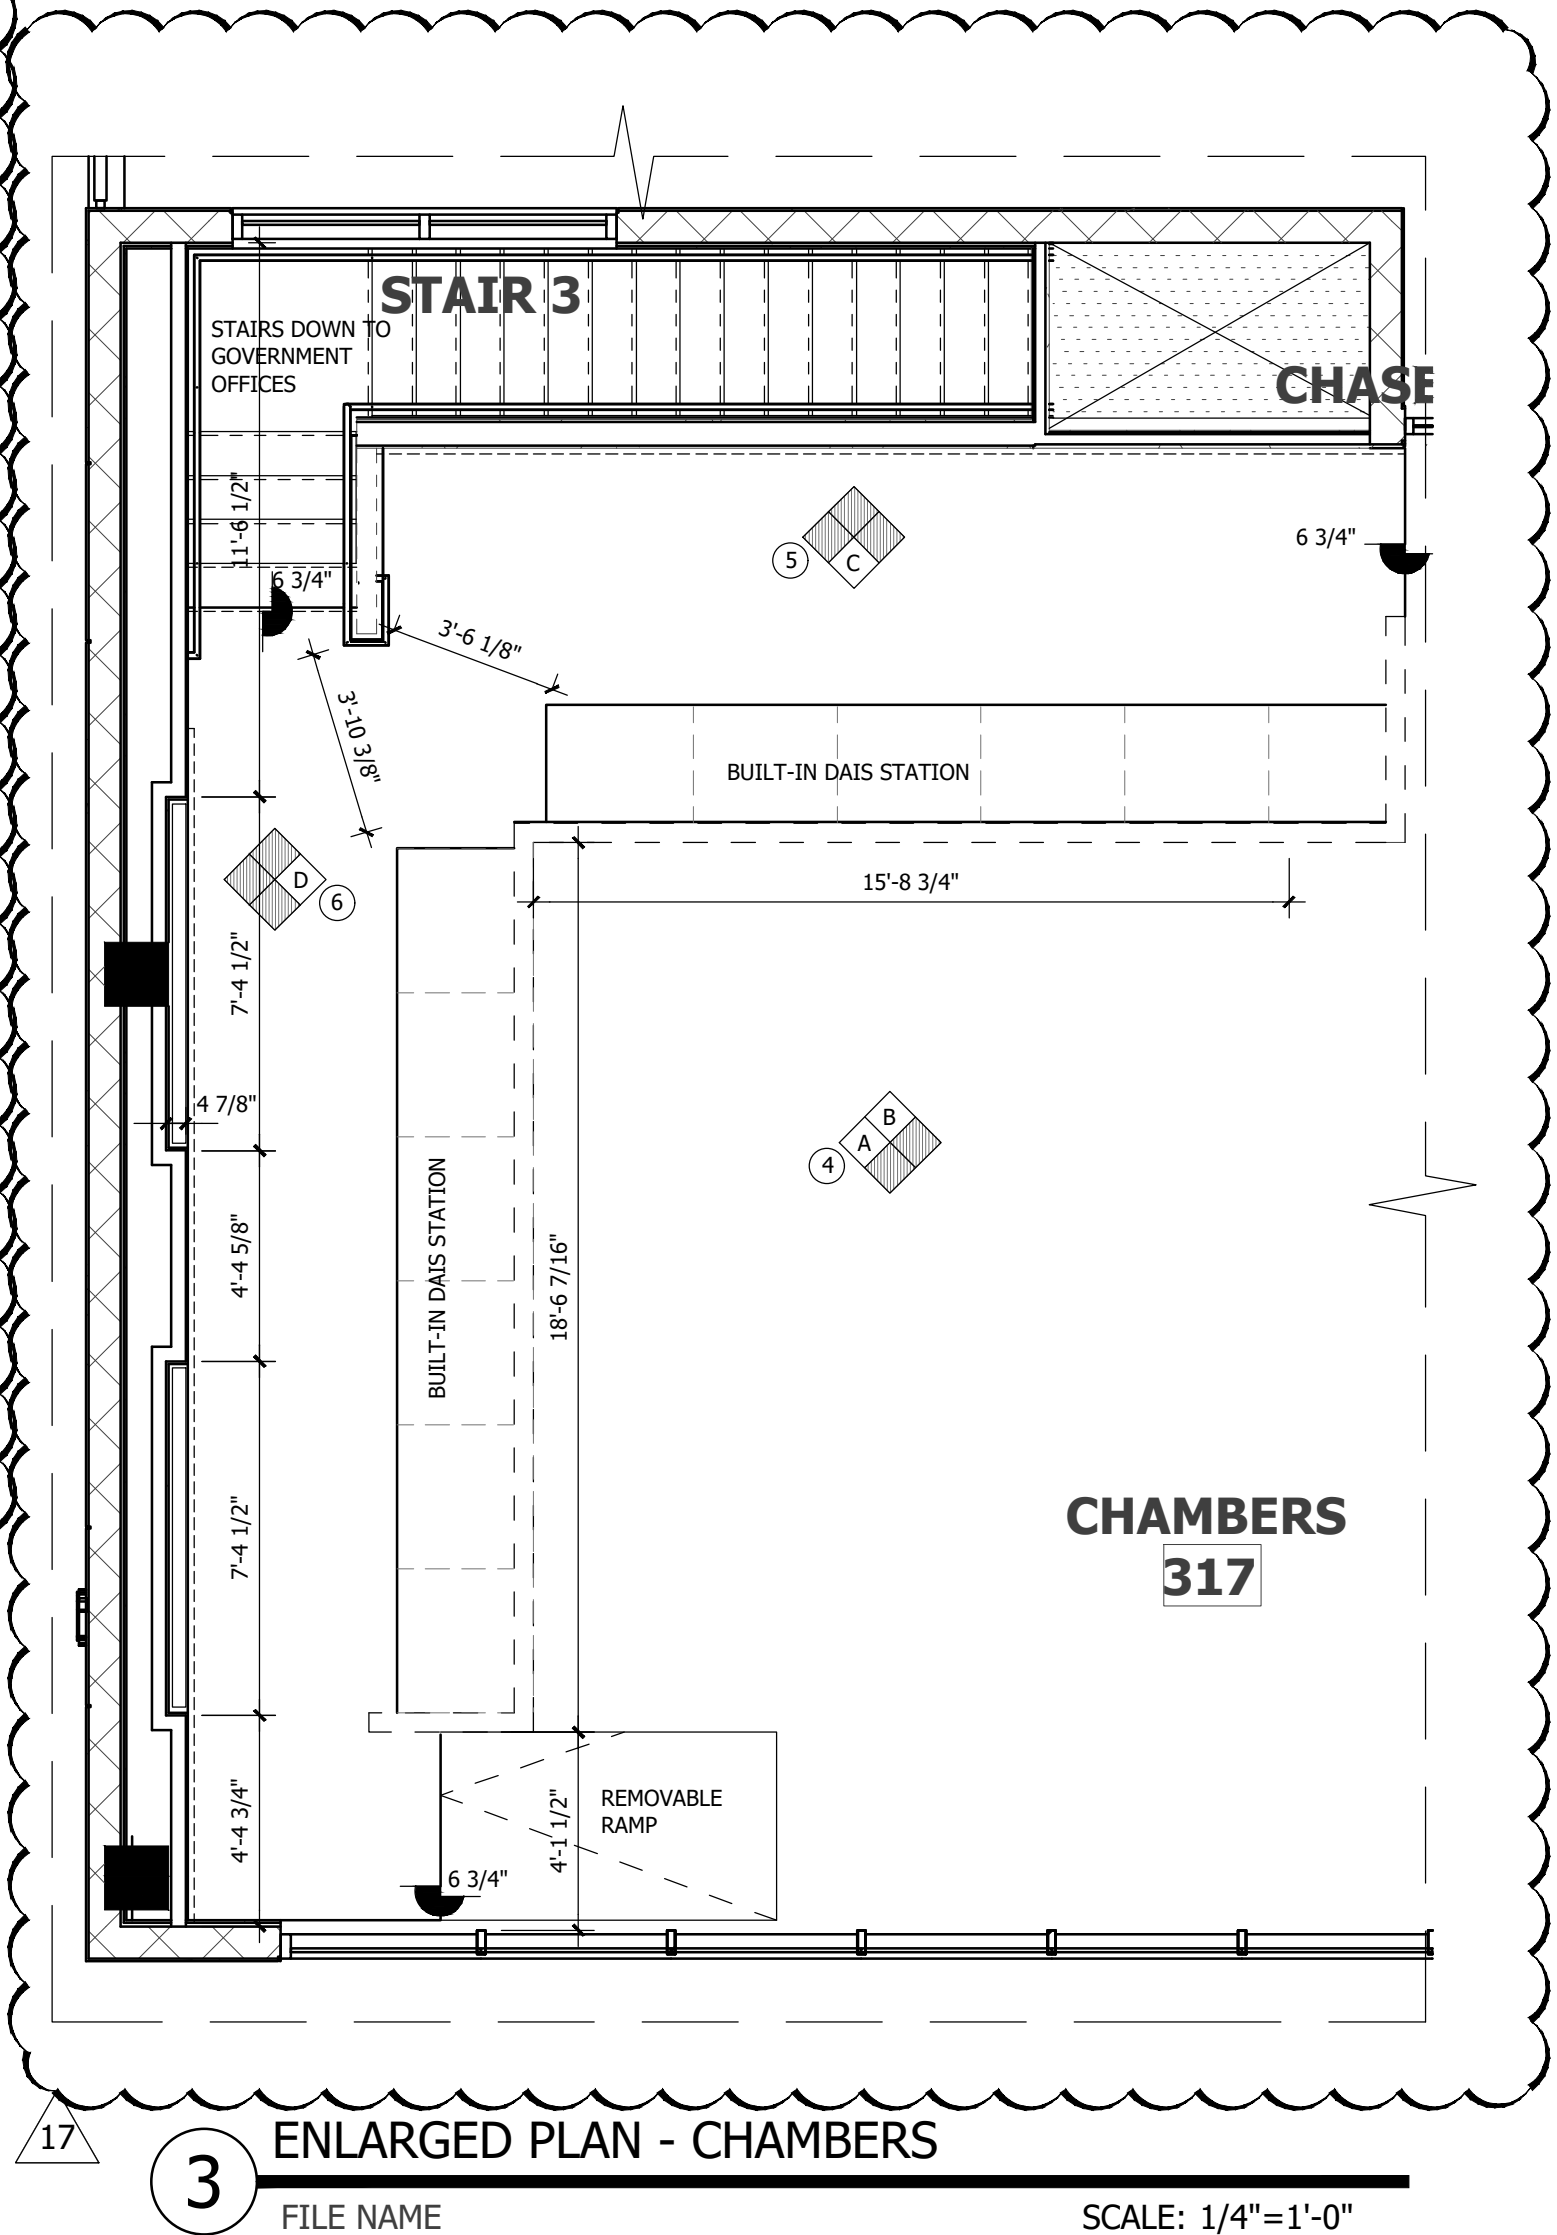 STAIR 3
STAIRS DOWN TO
GOVERNMENT
OFFICES
CHASE
11'-6 1/2"
6 3/4"
5
C
6 3/4"
3'-6 1/8"
3'-10 3/8"
BUILT-IN DAIS STATION
D
6
15'-8 3/4"
7'-4 1/2"
4 7/8"
B
A
4
BUILT-IN DAIS STATION
4'-4 5/8"
18'-6 7/16"
7'-4 1/2"
CHAMBERS
317
4'-4 3/4"
4'-1 1/2"
REMOVABLE
RAMP
6 3/4"
17
3
ENLARGED PLAN - CHAMBERS
FILE NAME
SCALE: 1/4"=1'-0"